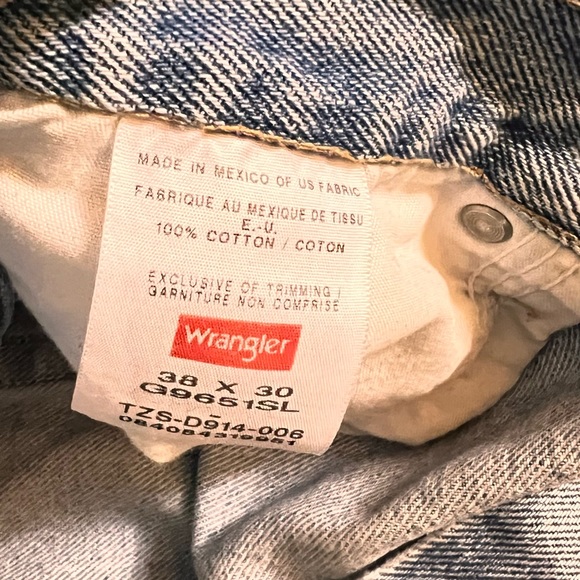 MADE IN MEXICO OF US FABRIC
FABRIQUE AU MEXIQUE DE TISSU
E.-U.
100% COTTON / COTON
EXCLUSIVE OF TRIMMING /
GARNITURE NON COMPRISE
Wrangler
38 X 30
G9651SL
-
TZS-D914-006
084084319981